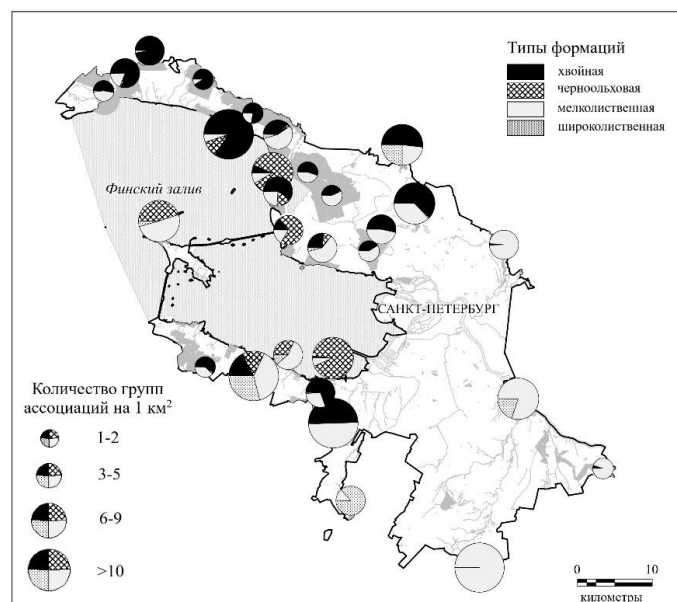 Типы формаций
хвойная
черноольховая
мелколиственная
широколиственная
Финский залив
САНКТ-ПЕТЕРБУРГ
Количество групп
ассоциаций на 1 км²
1-2
3-5
6-9
>10
0 10
километры